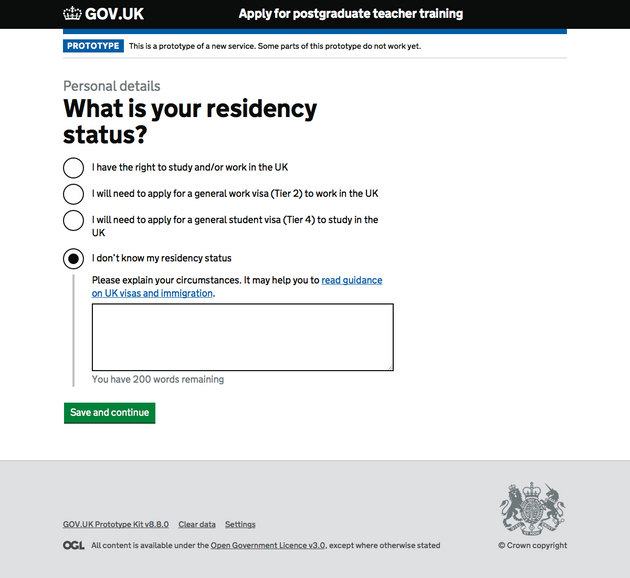 GOV.UK Apply for postgraduate teacher training
PROTOTYPE This is a prototype of a new service. Some parts of this prototype do not work yet.
Personal details
What is your residency
status?
I have the right to study and/or work in the UK
I will need to apply for a general work visa (Tier 2) to work in the UK
I will need to apply for a general student visa (Tier 4) to study in the
UK
I don't know my residency status
Please explain your circumstances. It may help you to read guidance
on UK visas and immigration.
You have 200 words remaining
Save and continue
GOV.UK Prototype Kit v8.8.0 Clear data Settings
OGL All content is available under the Open Government Licence v3.0, except where otherwise stated
© Crown copyright